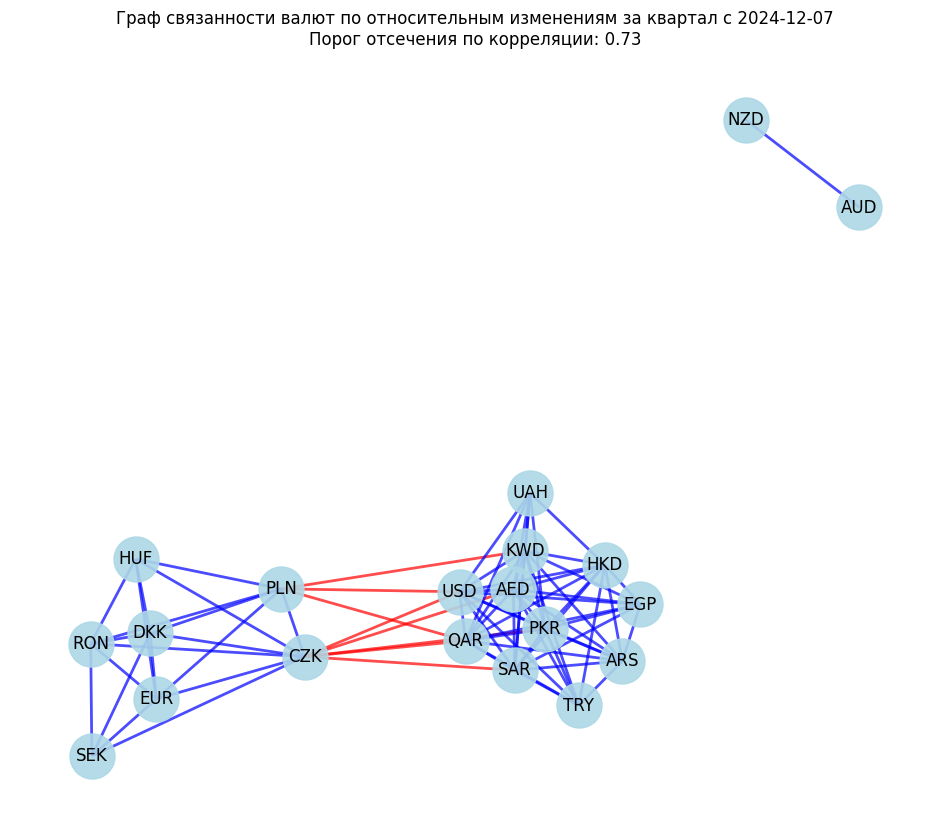 Граф связанности валют по относительным изменениям за квартал с 2024-12-07
Порог отсечения по корреляции: 0.73
NZD
AUD
UAH
KWD
HUF
HKD
PLN
USD
AED
EGP
DKK
PKR
RON
QAR
CZK
ARS
SAR
EUR
TRY
SEK